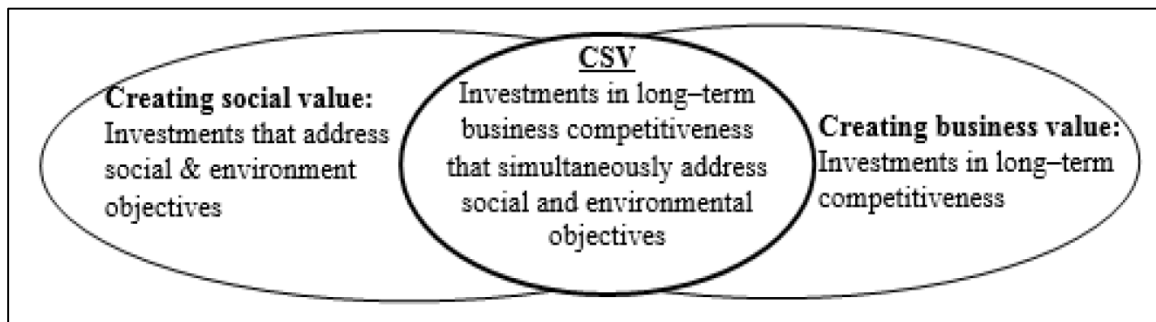 Creating social value:
Investments that address
social & environment
objectives
CSV
Investments in long–term
business competitiveness
that simultaneously address
social and environmental
objectives
Creating business value:
Investments in long–term
competitiveness